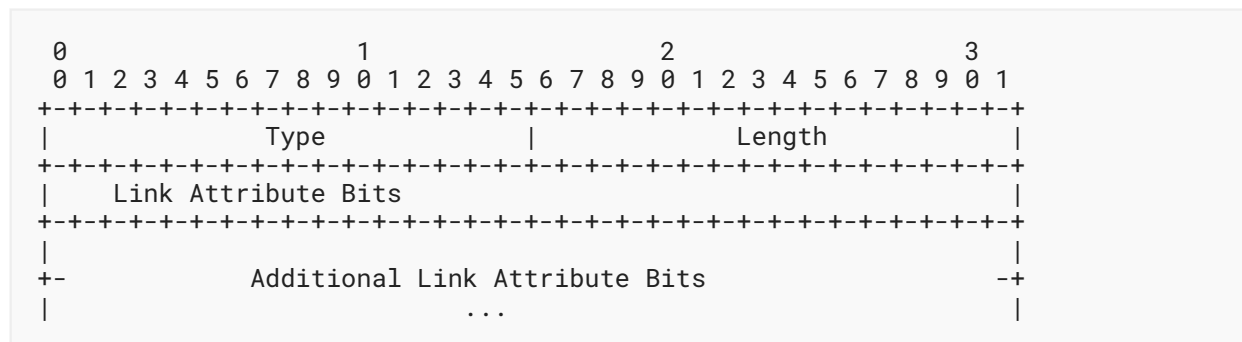 0                   1                   2                   3
 0 1 2 3 4 5 6 7 8 9 0 1 2 3 4 5 6 7 8 9 0 1 2 3 4 5 6 7 8 9 0 1
+-+-+-+-+-+-+-+-+-+-+-+-+-+-+-+-+-+-+-+-+-+-+-+-+-+-+-+-+-+-+-+-+
|              Type             |             Length            |
+-+-+-+-+-+-+-+-+-+-+-+-+-+-+-+-+-+-+-+-+-+-+-+-+-+-+-+-+-+-+-+-+
|    Link Attribute Bits                                        |
+-+-+-+-+-+-+-+-+-+-+-+-+-+-+-+-+-+-+-+-+-+-+-+-+-+-+-+-+-+-+-+-+
|                                                               |
+-            Additional Link Attribute Bits                   -+
|                            ...                                |